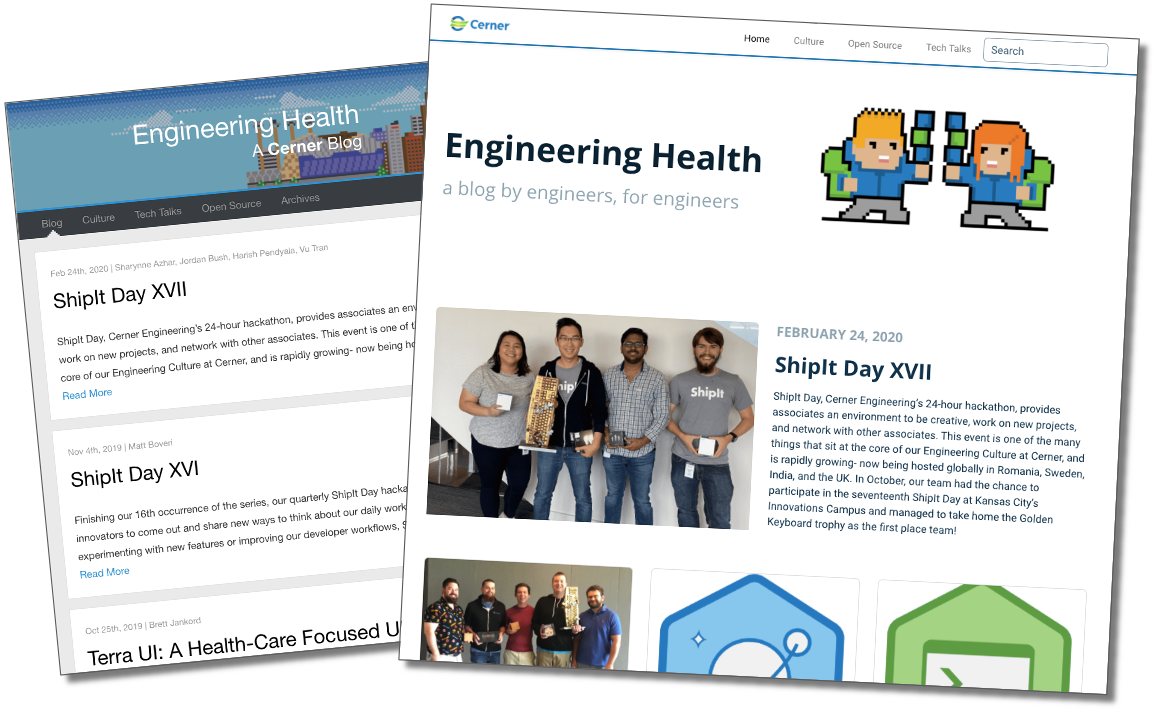 Engineering Health
A Cerner Blog
Blog
Culture
Tech Talks
Open Source
Archives
Feb 24th, 2020 | Sharynne Azhar, Jordan Bush, Harish Pendyala, Vu Tran
ShipIt Day XVII
ShipIt Day, Cerner Engineering's 24-hour hackathon, provides associates an
work on new projects, and network with other associates. This event is one of
core of our Engineering Culture at Cerner, and is rapidly growing- now being
Read More
Nov 4th, 2019 | Matt Boveri
ShipIt Day XVI
Finishing our 16th occurrence of the series, our quarterly ShipIt Day
innovators to come out and share new ways to think about our daily work
experimenting with new features or improving our developer workflows,
Read More
Oct 25th, 2019 | Brett Jankord
Terra UI: A Health-Care Focused
Cerner
Home
Culture
Open Source
Tech Talks
Search
Engineering Health
a blog by engineers, for engineers
ShipIt
FEBRUARY 24, 2020
ShipIt Day XVII
ShipIt Day, Cerner Engineering's 24-hour hackathon, provides
associates an environment to be creative, work on new projects,
and network with other associates. This event is one of the many
things that sit at the core of our Engineering Culture at Cerner, and
is rapidly growing- now being hosted globally in Romania, Sweden,
India, and the UK. In October, our team had the chance to
participate in the seventeenth ShipIt Day at Kansas City's
Innovations Campus and managed to take home the Golden
Keyboard trophy as the first place team!